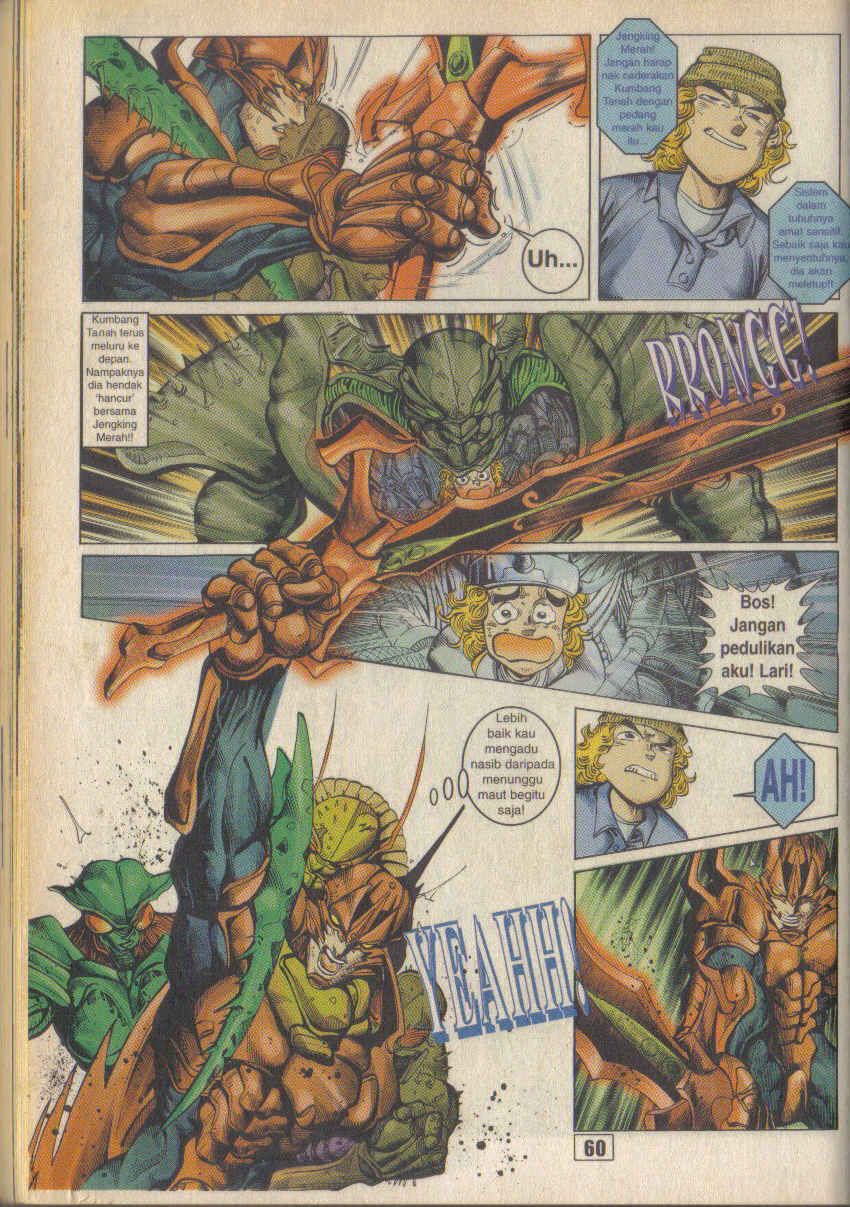 Uh...
Jengking
Merah!
Jangan harap
nak cederakan
Kumbang
Tanah dengan
pedang
merah kau
itu...
Sistem
dalam
tubuhnya
amat sensitif.
Sebaik saja kau
menyentuhnya,
dia akan
meletup!!
Kumbang
Tanah terus
meluru ke
depan.
Nampaknya
dia hendak
'hancur'
bersama
Jengking
Merah!!
RRONGG!
Bos!
Jangan
pedulikan
aku! Lari!
Lebih
baik kau
mengadu
nasib daripada
menunggu
maut begitu
saja!
AH!
YEAHH!
60